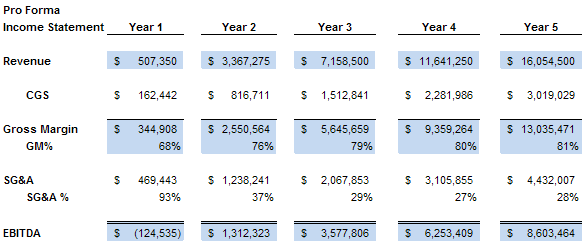 Pro Forma
Income Statement Year 1 Year 2 Year 3 Year 4 Year 5
Revenue $ 507,350 $ 3,367,275 $ 7,158,500 $ 11,641,250 $ 16,054,500
CGS $ 162,442 $ 816,711 $ 1,512,841 $ 2,281,986 $ 3,019,029
Gross Margin $ 344,908 $ 2,550,564 $ 5,645,659 $ 9,359,264 $ 13,035,471
GM% 68% 76% 79% 80% 81%
SG&A $ 469,443 $ 1,238,241 $ 2,067,853 $ 3,105,855 $ 4,432,007
SG&A % 93% 37% 29% 27% 28%
EBITDA $ (124,535) $ 1,312,323 $ 3,577,806 $ 6,253,409 $ 8,603,464